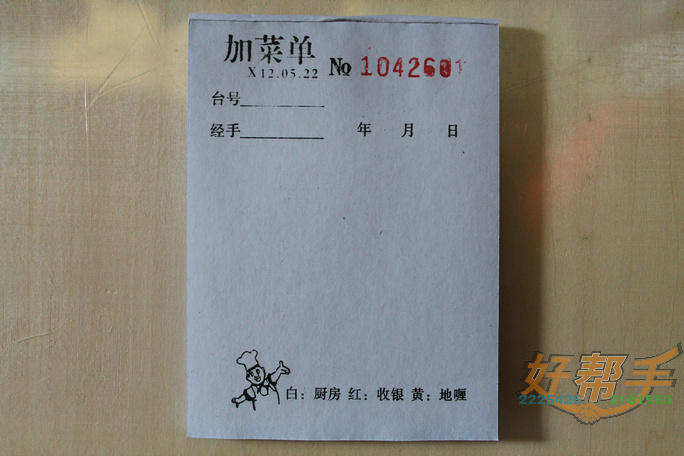 加菜单
X12.05.22 № 1042601
台号
经手 年 月 日
白：厨房 红：收银 黄：地喱
好帮手